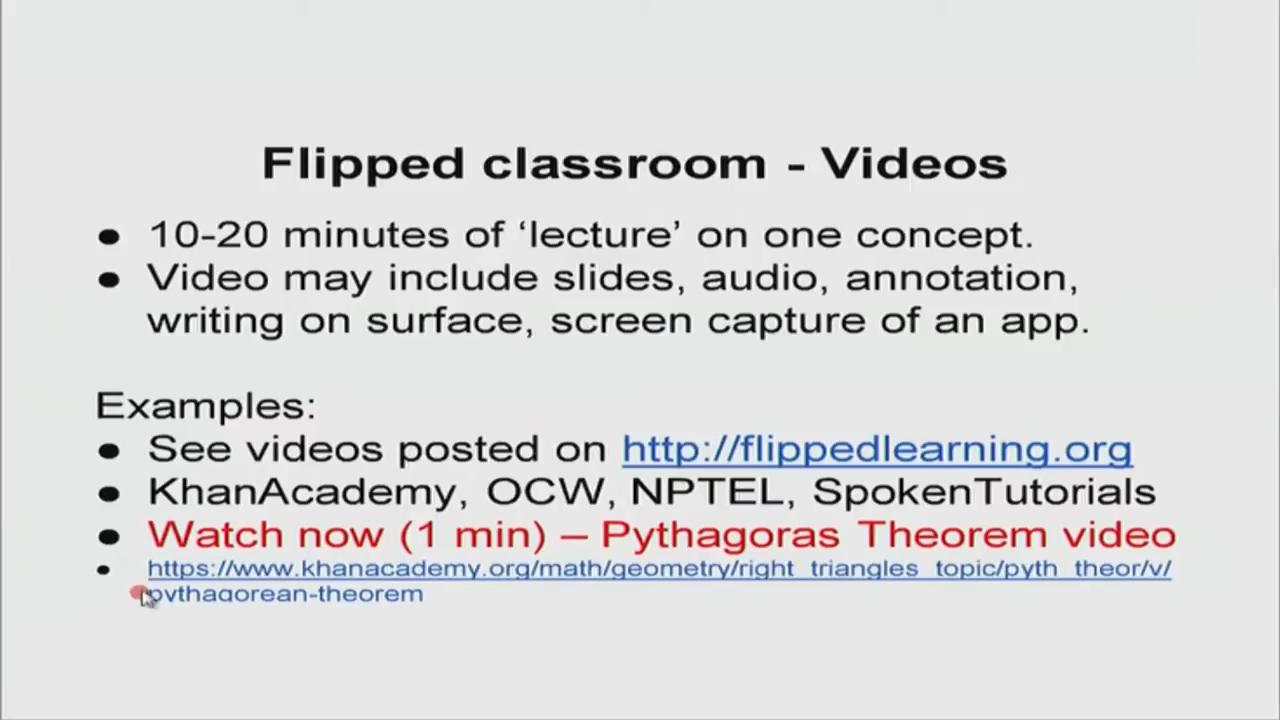 Flipped classroom - Videos
● 10-20 minutes of ‘lecture’ on one concept.
● Video may include slides, audio, annotation,
writing on surface, screen capture of an app.
Examples:
● See videos posted on http://flippedlearning.org
● KhanAcademy, OCW, NPTEL, SpokenTutorials
● Watch now (1 min) – Pythagoras Theorem video
● https://www.khanacademy.org/math/geometry/right_triangles_topic/pyth_theor/v/
pythagorean-theorem